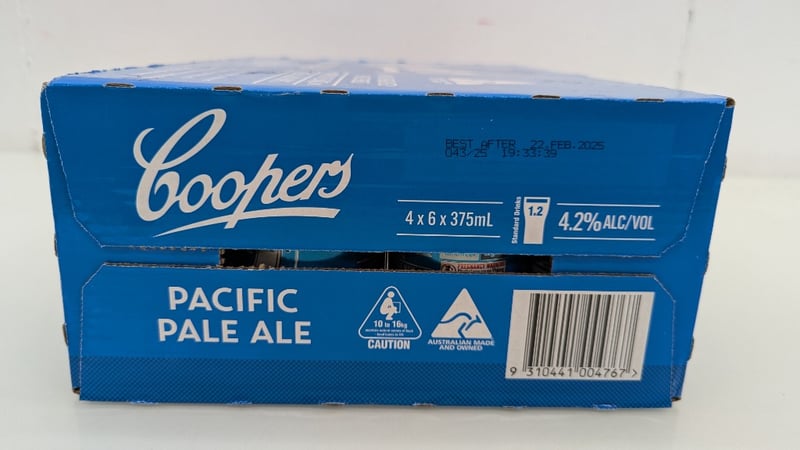 Coopers
BEST AFTER 22 FEB.2025
043/25 19:33:39
4 x 6 x 375mL
Standard Drinks
1.2
4.2% ALC/VOL
PACIFIC
PALE ALE
10 to 16kg
CAUTION
AUSTRALIAN MADE
AND OWNED
9 310441 004767 >